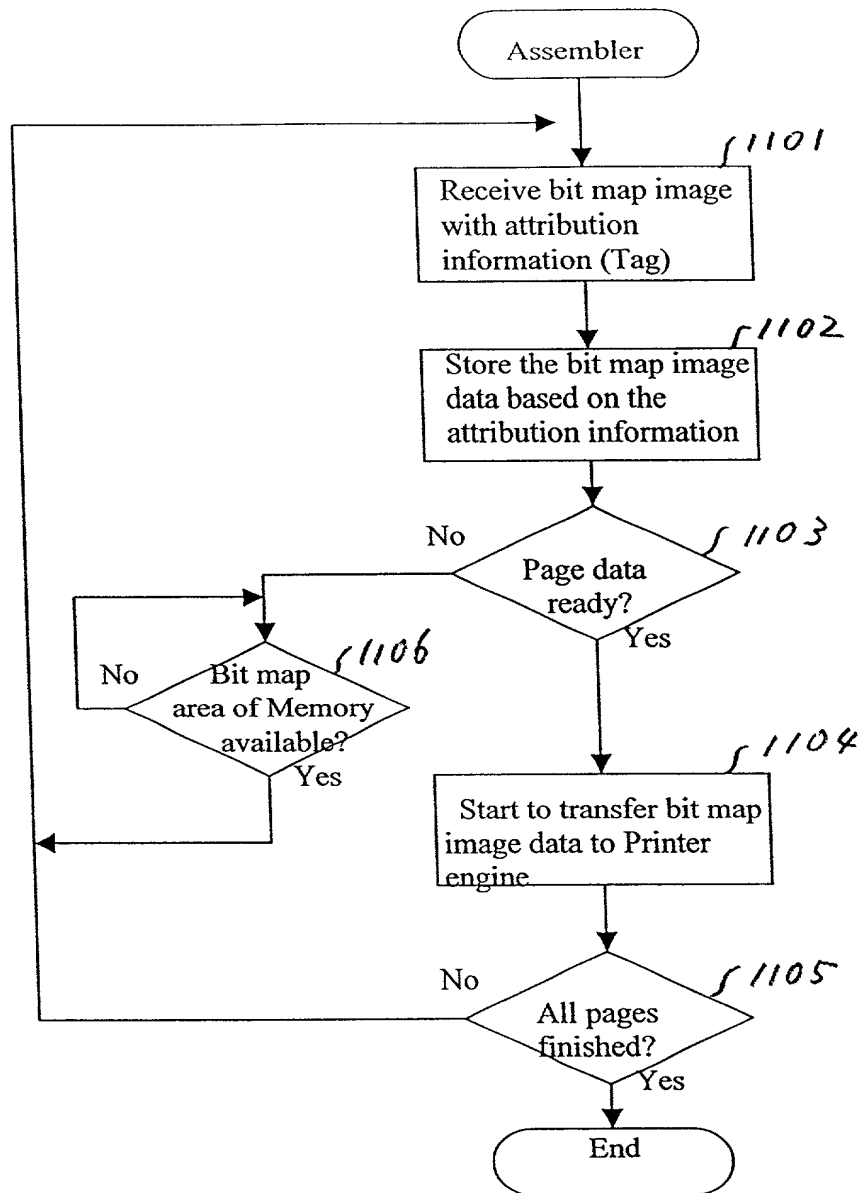 Assembler
1101
Receive bit map image
with attribution
information (Tag)
1102
Store the bit map image
data based on the
attribution information
1103
No
Page data
ready?
Yes
1106
No
Bit map
area of Memory
available?
Yes
1104
Start to transfer bit map
image data to Printer
engine
1105
No
All pages
finished?
Yes
End